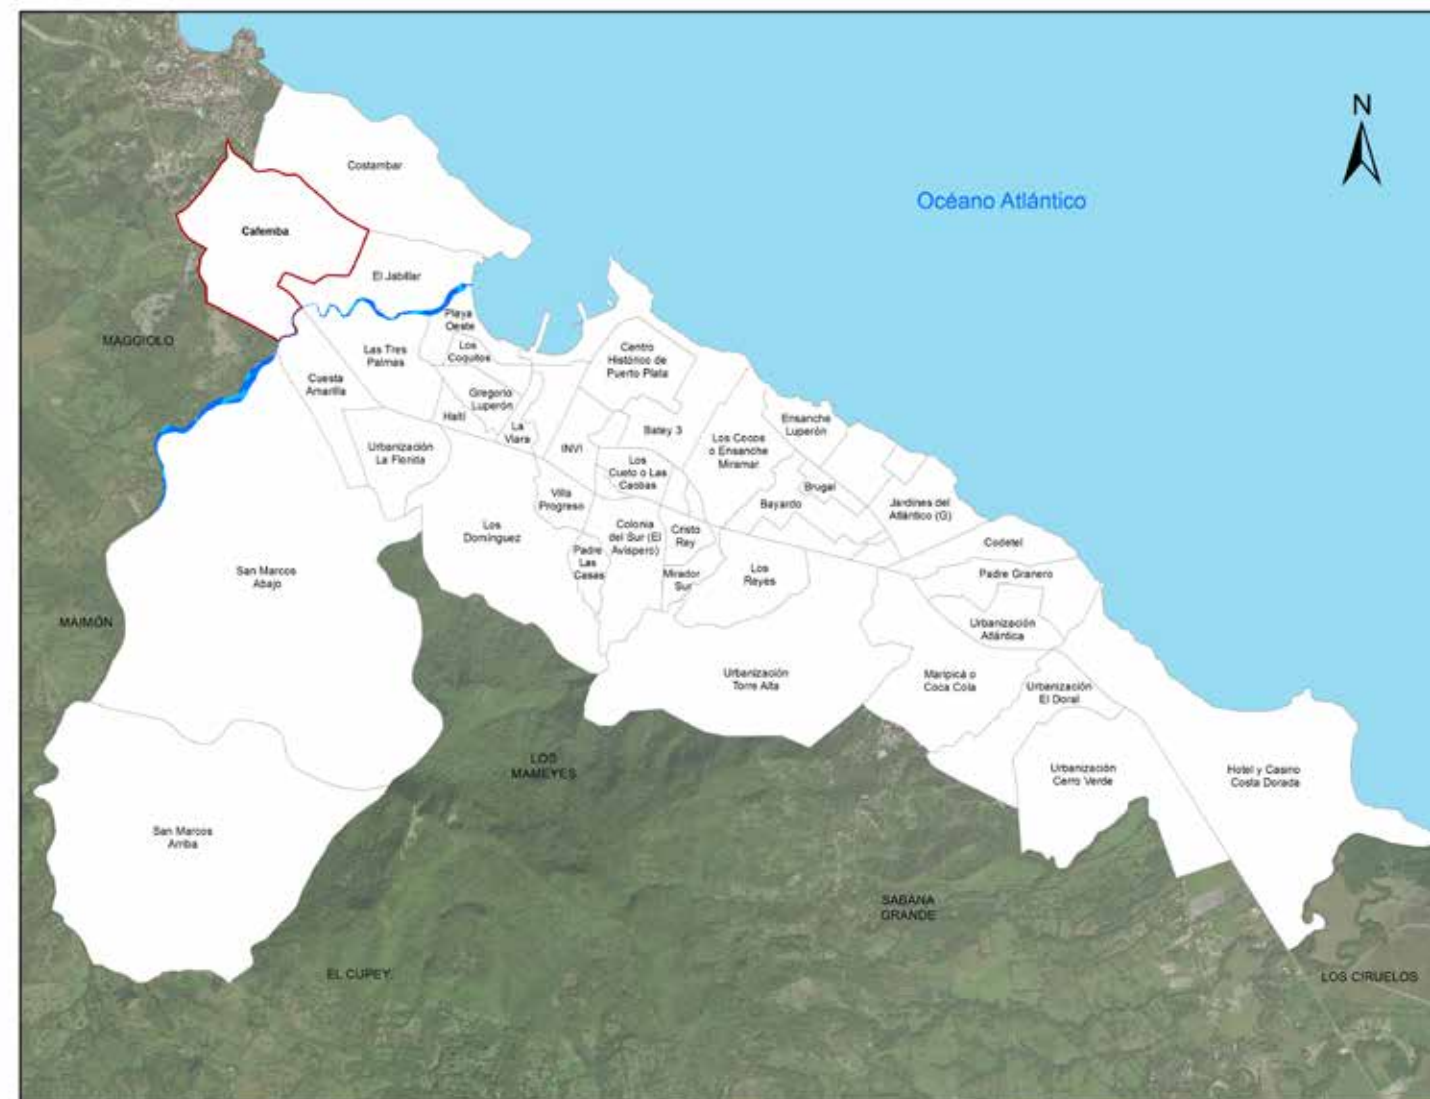 N
Costambar
Océano Atlántico
Cafemba
El Jabillar
Playa
Oeste
MAGGIOLO
Las Tres
Palmas
Los
Coquitos
Centro
Histórico de
Puerto Plata
Cuesta
Amarilla
Gregorio
Luperón
Haití
La
Viara
Ensanche
Luperón
Batey 3
Los Cocos
o Ensanche
Miramar
Urbanización
La Florida
INVI
Los
Cueto o Las
Caobas
Brugal
Villa
Progreso
Bayardo
Jardines del
Atlántico (G)
Los
Domínguez
Colonia
del Sur (El
Avispero)
Cristo
Rey
Codetel
Padre
Las
Casas
Mirador
Sur
Los
Reyes
Padre Granero
San Marcos
Abajo
MAIMÓN
Urbanización
Atlántica
Urbanización
Torre Alta
Maripicá o
Coca Cola
Urbanización
El Doral
LOS
MAMEYES
Urbanización
Cerro Verde
Hotel y Casino
Costa Dorada
San Marcos
Arriba
SABANA
GRANDE
EL CUPEY.
LOS CIRUELOS